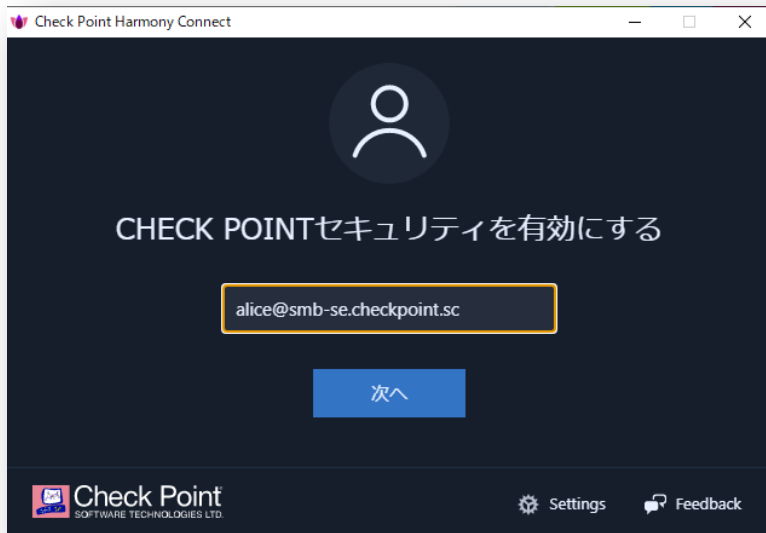 Check Point Harmony Connect
CHECK POINTセキュリティを有効にする
alice@smb-se.checkpoint.sc
次へ
Check Point
SOFTWARE TECHNOLOGIES LTD.
Settings
Feedback